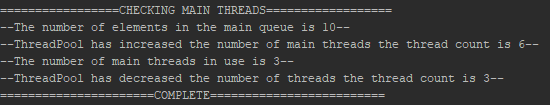 =================CHECKING MAIN THREADS==================
--The number of elements in the main queue is 10--
--ThreadPool has increased the number of main threads the thread count is 6--
--The number of main threads in use is 3--
--ThreadPool has decreased the number of threads the thread count is 3--
======================COMPLETE=========================